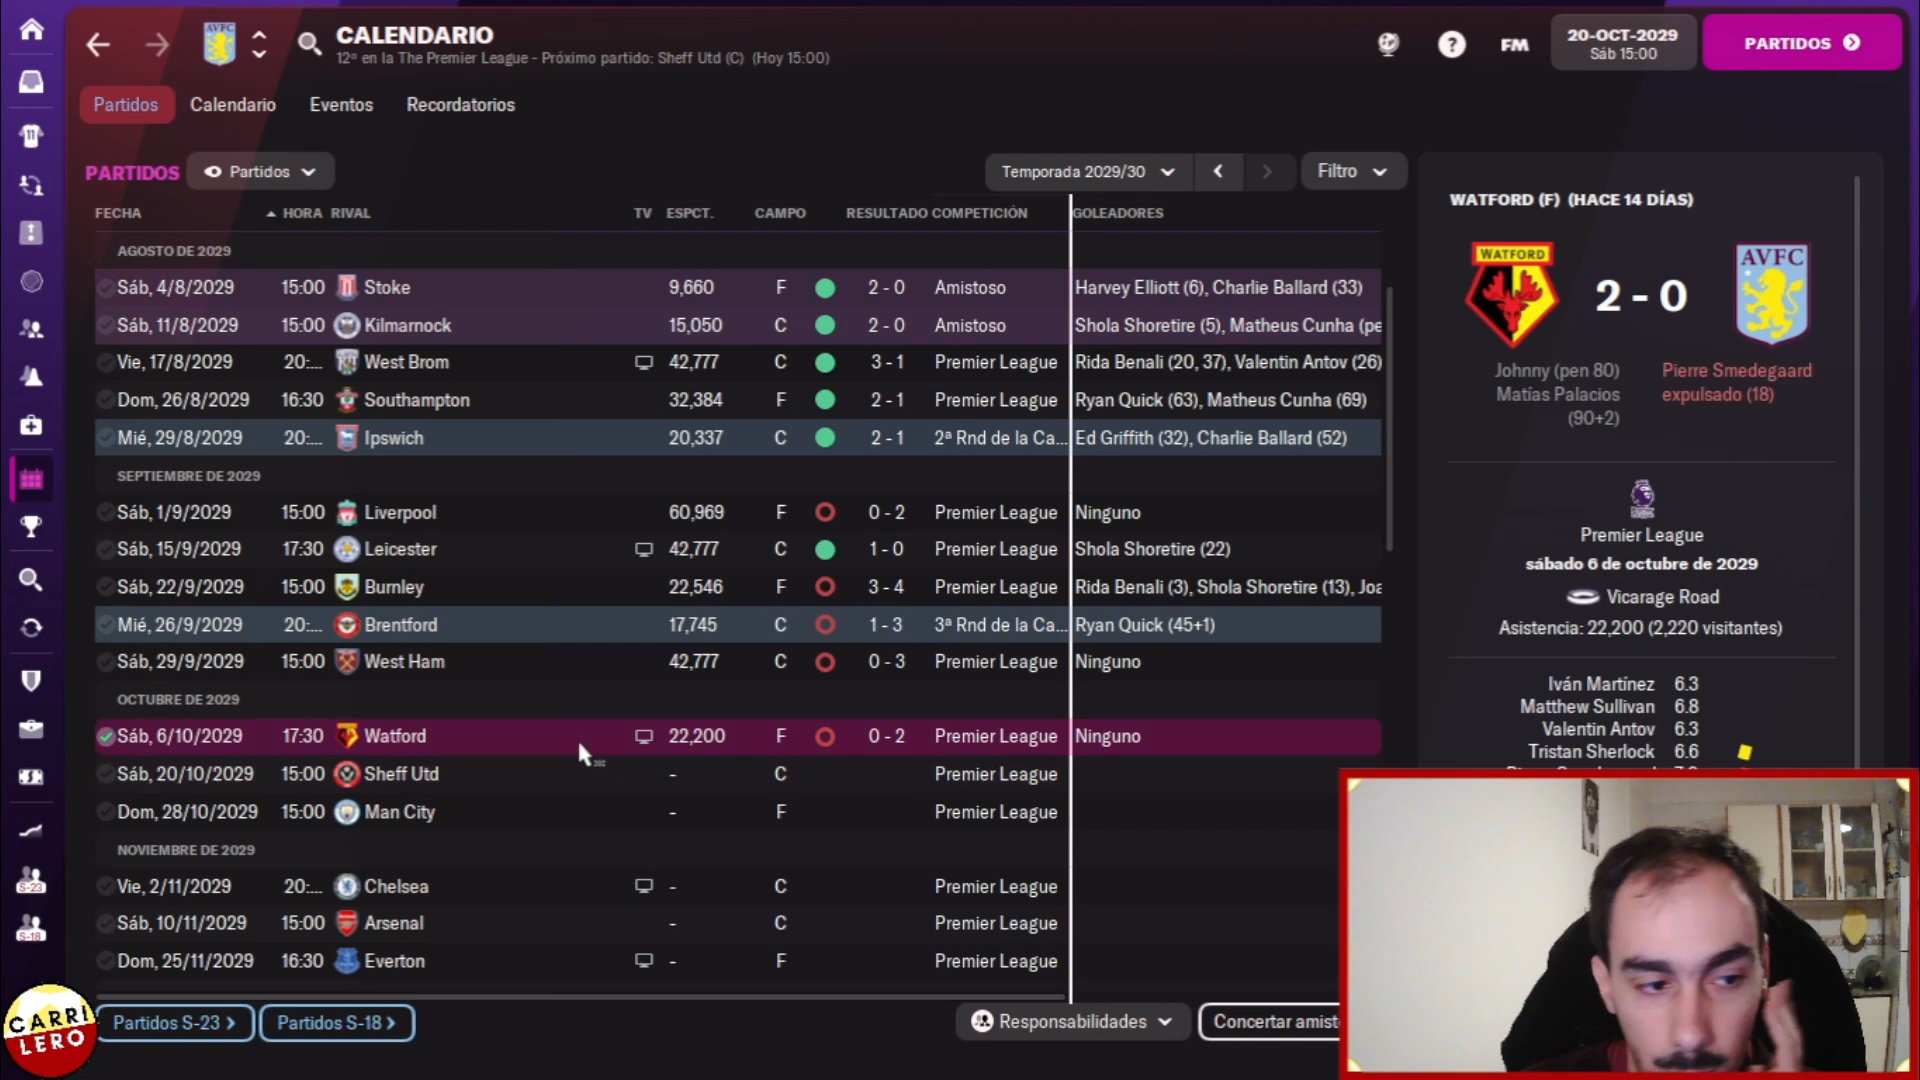 CALENDARIO
12º en la The Premier League - Próximo partido: Sheff Utd (C) (Hoy 15:00)
FM
20-OCT-2029
Sáb 15:00
PARTIDOS
Partidos Calendario Eventos Recordatorios
PARTIDOS Partidos Temporada 2029/30 Filtro
FECHA HORA RIVAL TV ESPCT. CAMPO RESULTADO COMPETICIÓN GOLEADORES
AGOSTO DE 2029
Sáb, 4/8/2029 15:00 Stoke 9,660 F 2 - 0 Amistoso Harvey Elliott (6), Charlie Ballard (33)
Sáb, 11/8/2029 15:00 Kilmarnock 15,050 C 2 - 0 Amistoso Shola Shoretire (5), Matheus Cunha (pe
Vie, 17/8/2029 20:... West Brom 42,777 C 3 - 1 Premier League Rida Benali (20, 37), Valentin Antov (26)
Dom, 26/8/2029 16:30 Southampton 32,384 F 2 - 1 Premier League Ryan Quick (63), Matheus Cunha (69)
Mié, 29/8/2029 20:... Ipswich 20,337 C 2 - 1 2ª Rnd de la Ca... Ed Griffith (32), Charlie Ballard (52)
SEPTIEMBRE DE 2029
Sáb, 1/9/2029 15:00 Liverpool 60,969 F 0 - 2 Premier League Ninguno
Sáb, 15/9/2029 17:30 Leicester 42,777 C 1 - 0 Premier League Shola Shoretire (22)
Sáb, 22/9/2029 15:00 Burnley 22,546 F 3 - 4 Premier League Rida Benali (3), Shola Shoretire (13), Joa
Mié, 26/9/2029 20:... Brentford 17,745 C 1 - 3 3ª Rnd de la Ca... Ryan Quick (45+1)
Sáb, 29/9/2029 15:00 West Ham 42,777 C 0 - 3 Premier League Ninguno
OCTUBRE DE 2029
Sáb, 6/10/2029 17:30 Watford 22,200 F 0 - 2 Premier League Ninguno
Sáb, 20/10/2029 15:00 Sheff Utd - C Premier League
Dom, 28/10/2029 15:00 Man City - F Premier League
NOVIEMBRE DE 2029
Vie, 2/11/2029 20:... Chelsea - C Premier League
Sáb, 10/11/2029 15:00 Arsenal - C Premier League
Dom, 25/11/2029 16:30 Everton - F Premier League
Partidos S-23 Partidos S-18 Responsabilidades Concertar amist
WATFORD (F) (HACE 14 DÍAS)
WATFORD
2 - 0
AVFC
Johnny (pen 80)
Matías Palacios
(90+2)
Pierre Smedegaard
expulsado (18)
Premier League
sábado 6 de octubre de 2029
Vicarage Road
Asistencia: 22,200 (2,220 visitantes)
Iván Martínez 6.3
Matthew Sullivan 6.8
Valentin Antov 6.3
Tristan Sherlock 6.6
AVFC
11
S-23
S-18
CARRI
LERO